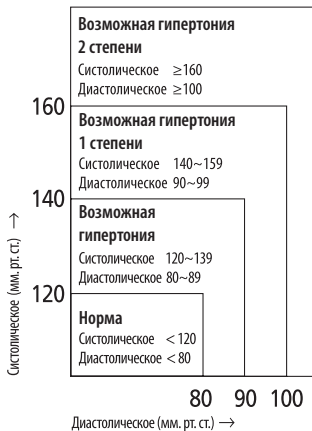 Возможная гипертония
2 степени
Систолическое ≥160
Диастолическое ≥100
160
Возможная гипертония
1 степени
Систолическое 140~159
Диастолическое 90~99
140
Возможная
гипертония
Систолическое 120~139
Диастолическое 80~89
120
Норма
Систолическое < 120
Диастолическое < 80
Систолическое (мм. рт. ст.) →
80 90 100
Диастолическое (мм. рт. ст.) →